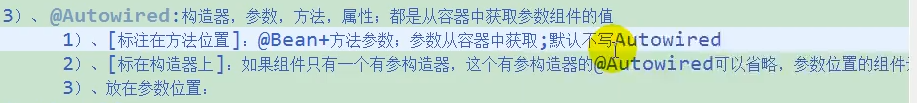 3）、@Autowired:构造器，参数，方法，属性；都是从容器中获取参数组件的值
1）、[标注在方法位置]：@Bean+方法参数；参数从容器中获取;默认不写Autowired
2）、[标在构造器上]：如果组件只有一个有参构造器，这个有参构造器的@Autowired可以省略，参数位置的组件
3）、放在参数位置：